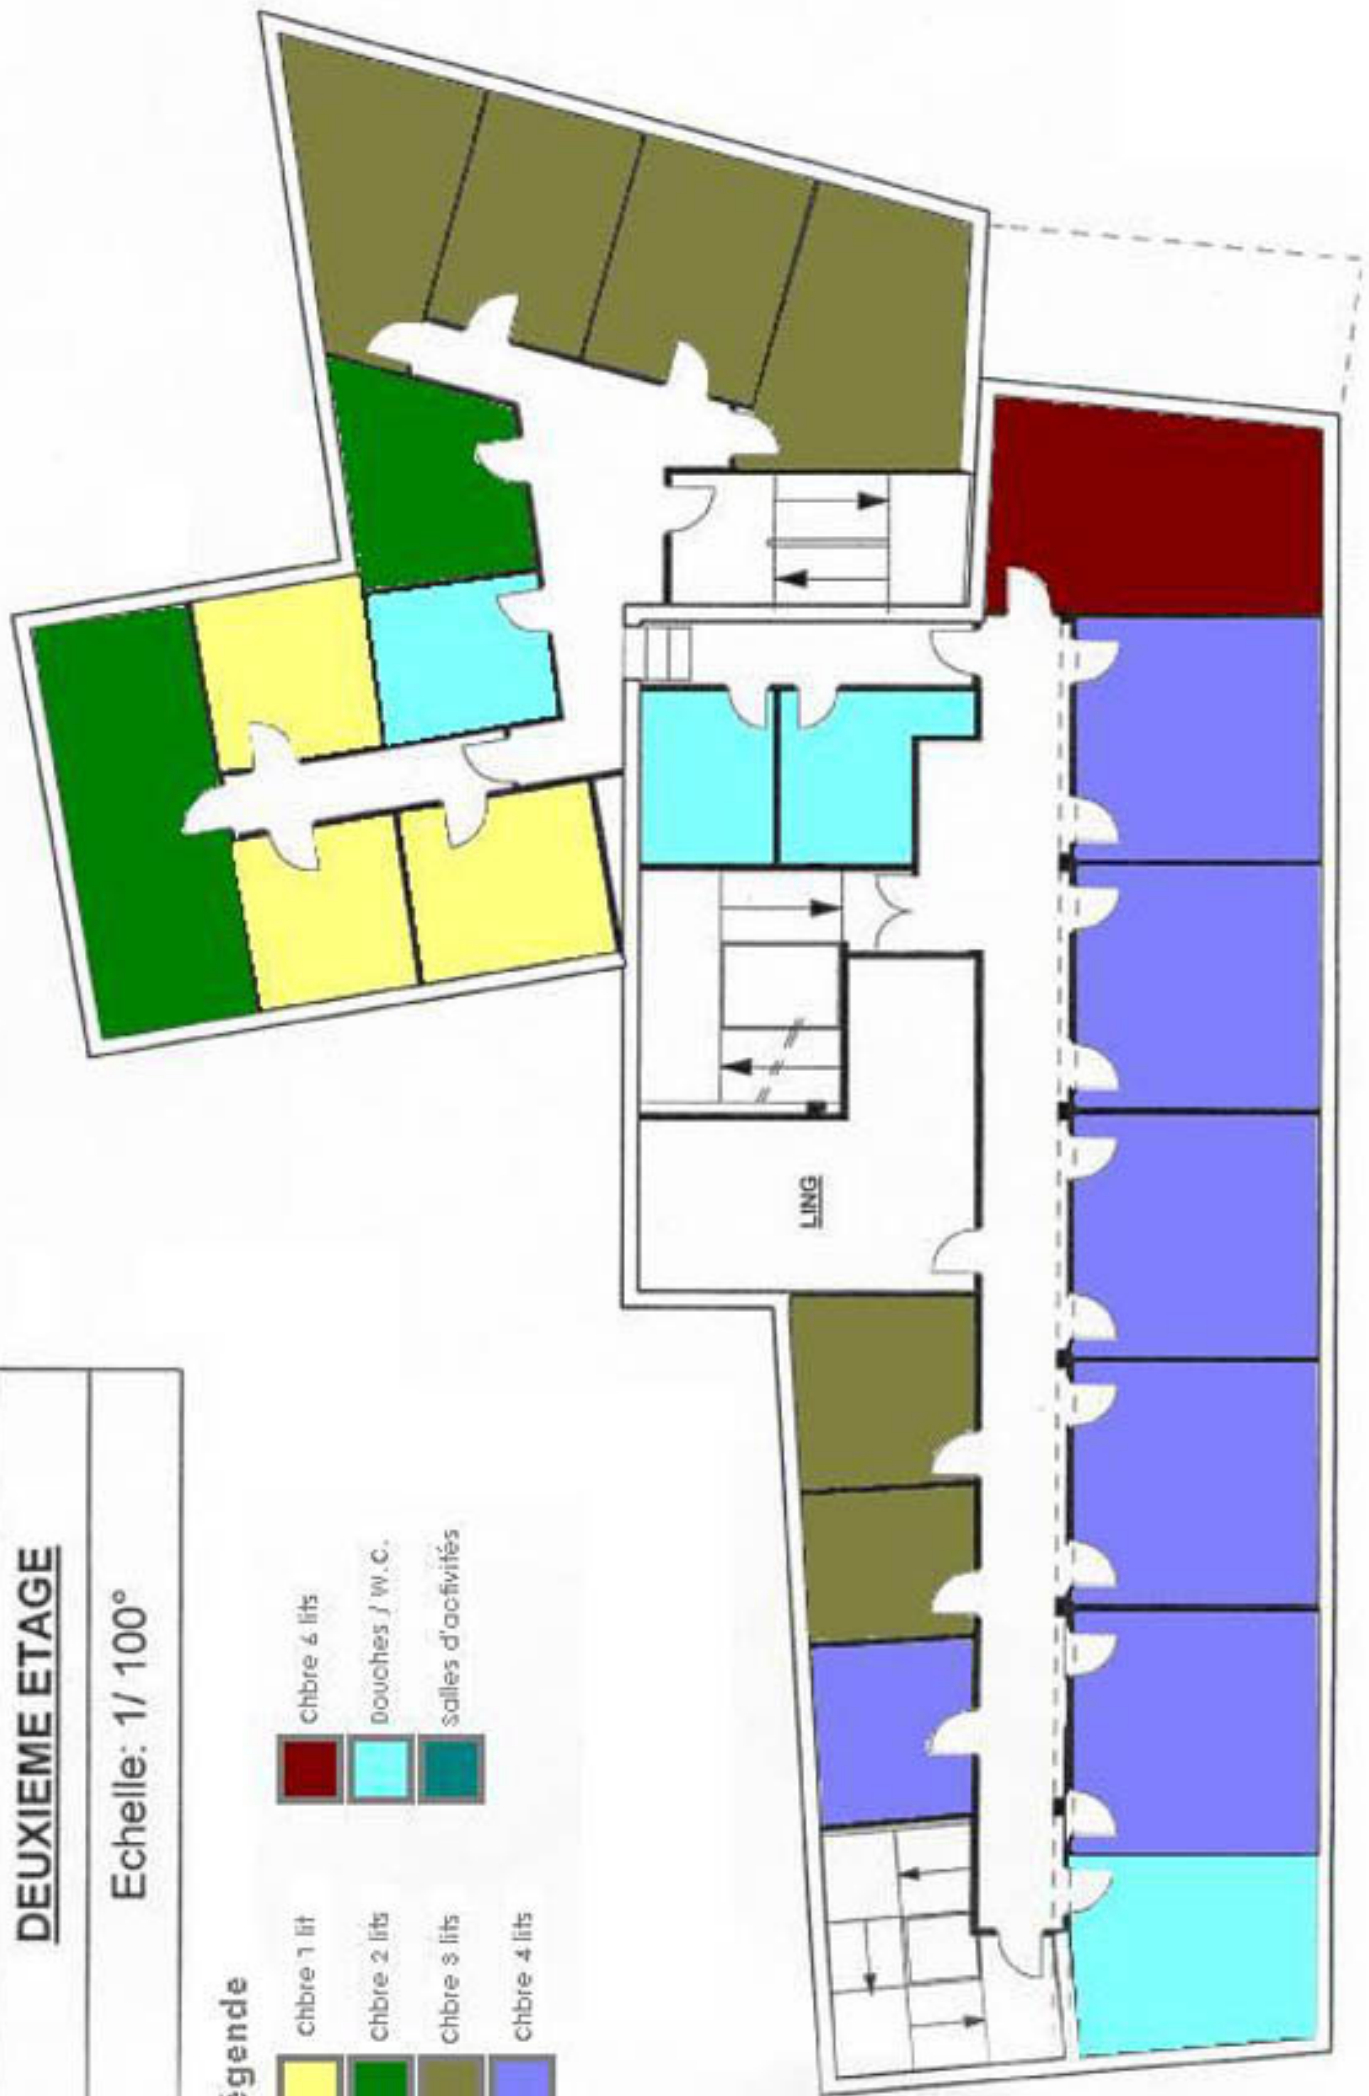 DEUXIEME ETAGE
Echelle: 1/ 100°
égende
Chbre 1 lit
Chbre 2 lits
Chbre 3 lits
Chbre 4 lits
Chbre 6 lits
Douches / W.C.
Salles d'activités
LING